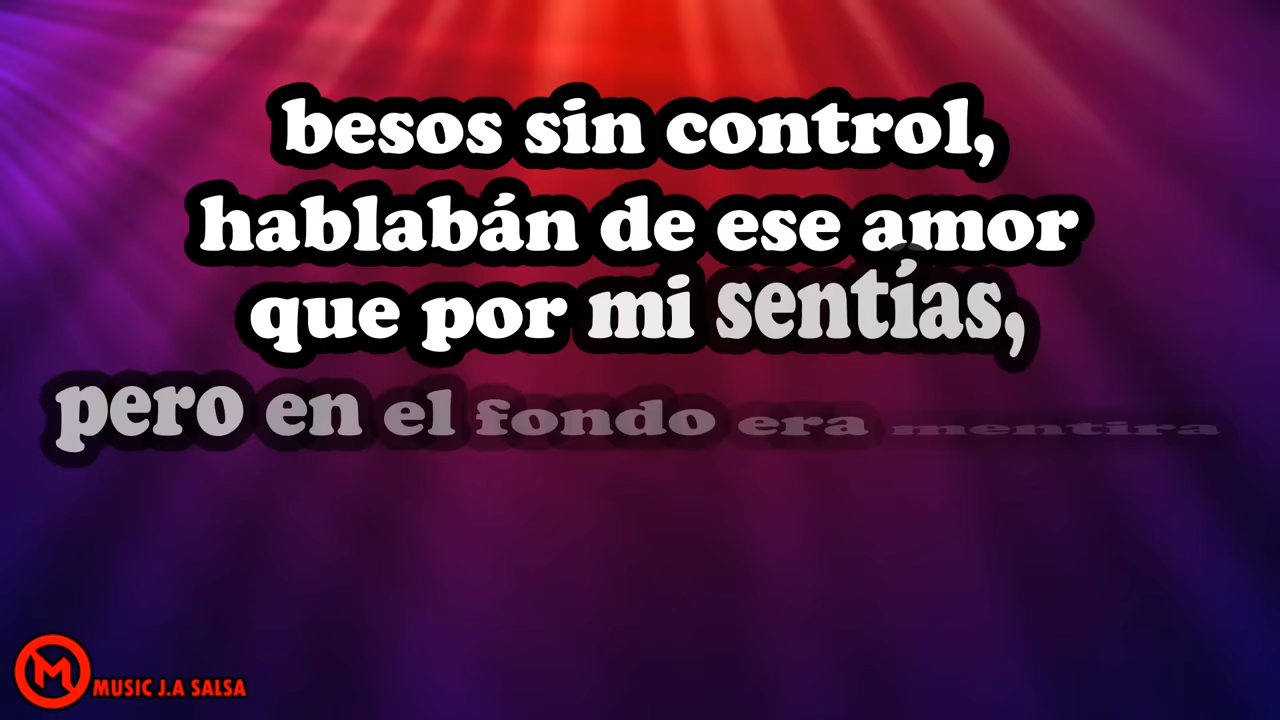 besos sin control,
hablabán de ese amor
que por mi sentías,
pero en el fondo era mentira
M
MUSIC J.A SALSA